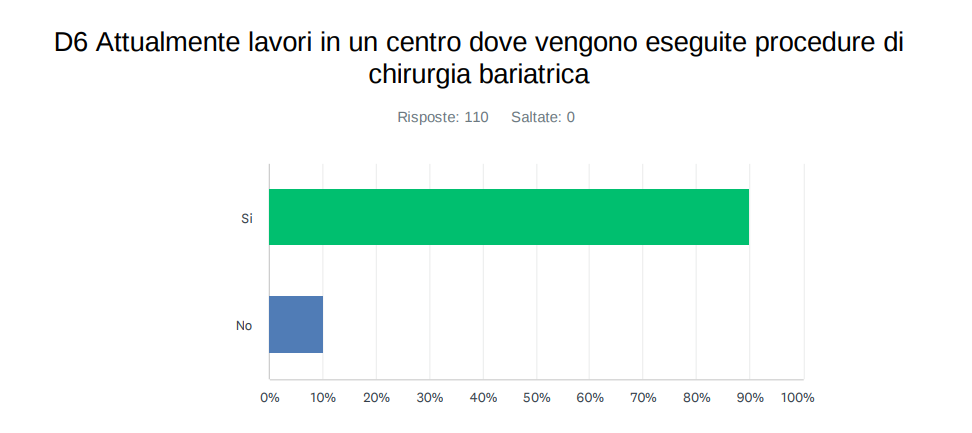 D6 Attualmente lavori in un centro dove vengono eseguite procedure di
chirurgia bariatrica
Risposte: 110 Saltate: 0
Si
No
0% 10% 20% 30% 40% 50% 60% 70% 80% 90% 100%